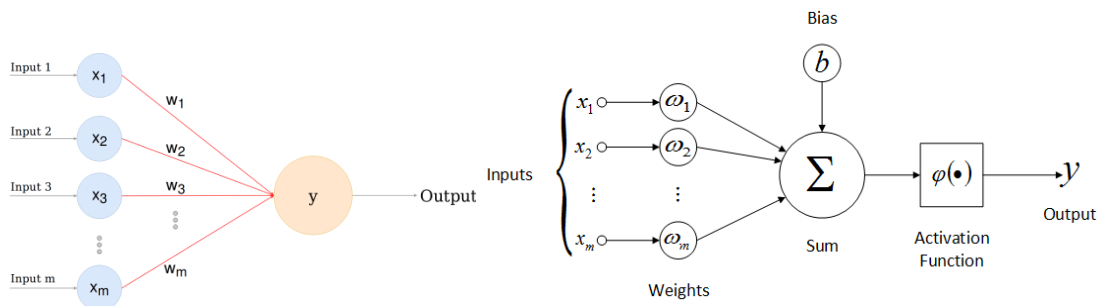 Input 1
x1
w1
Input 2
x2
w2
Input 3
x3
w3
y
Output
Input m
xm
wm
Bias
b
Inputs
x1
ω1
x2
ω2
⋮
⋮
xm
ωm
Weights
Σ
Sum
φ(•)
Activation
Function
y
Output